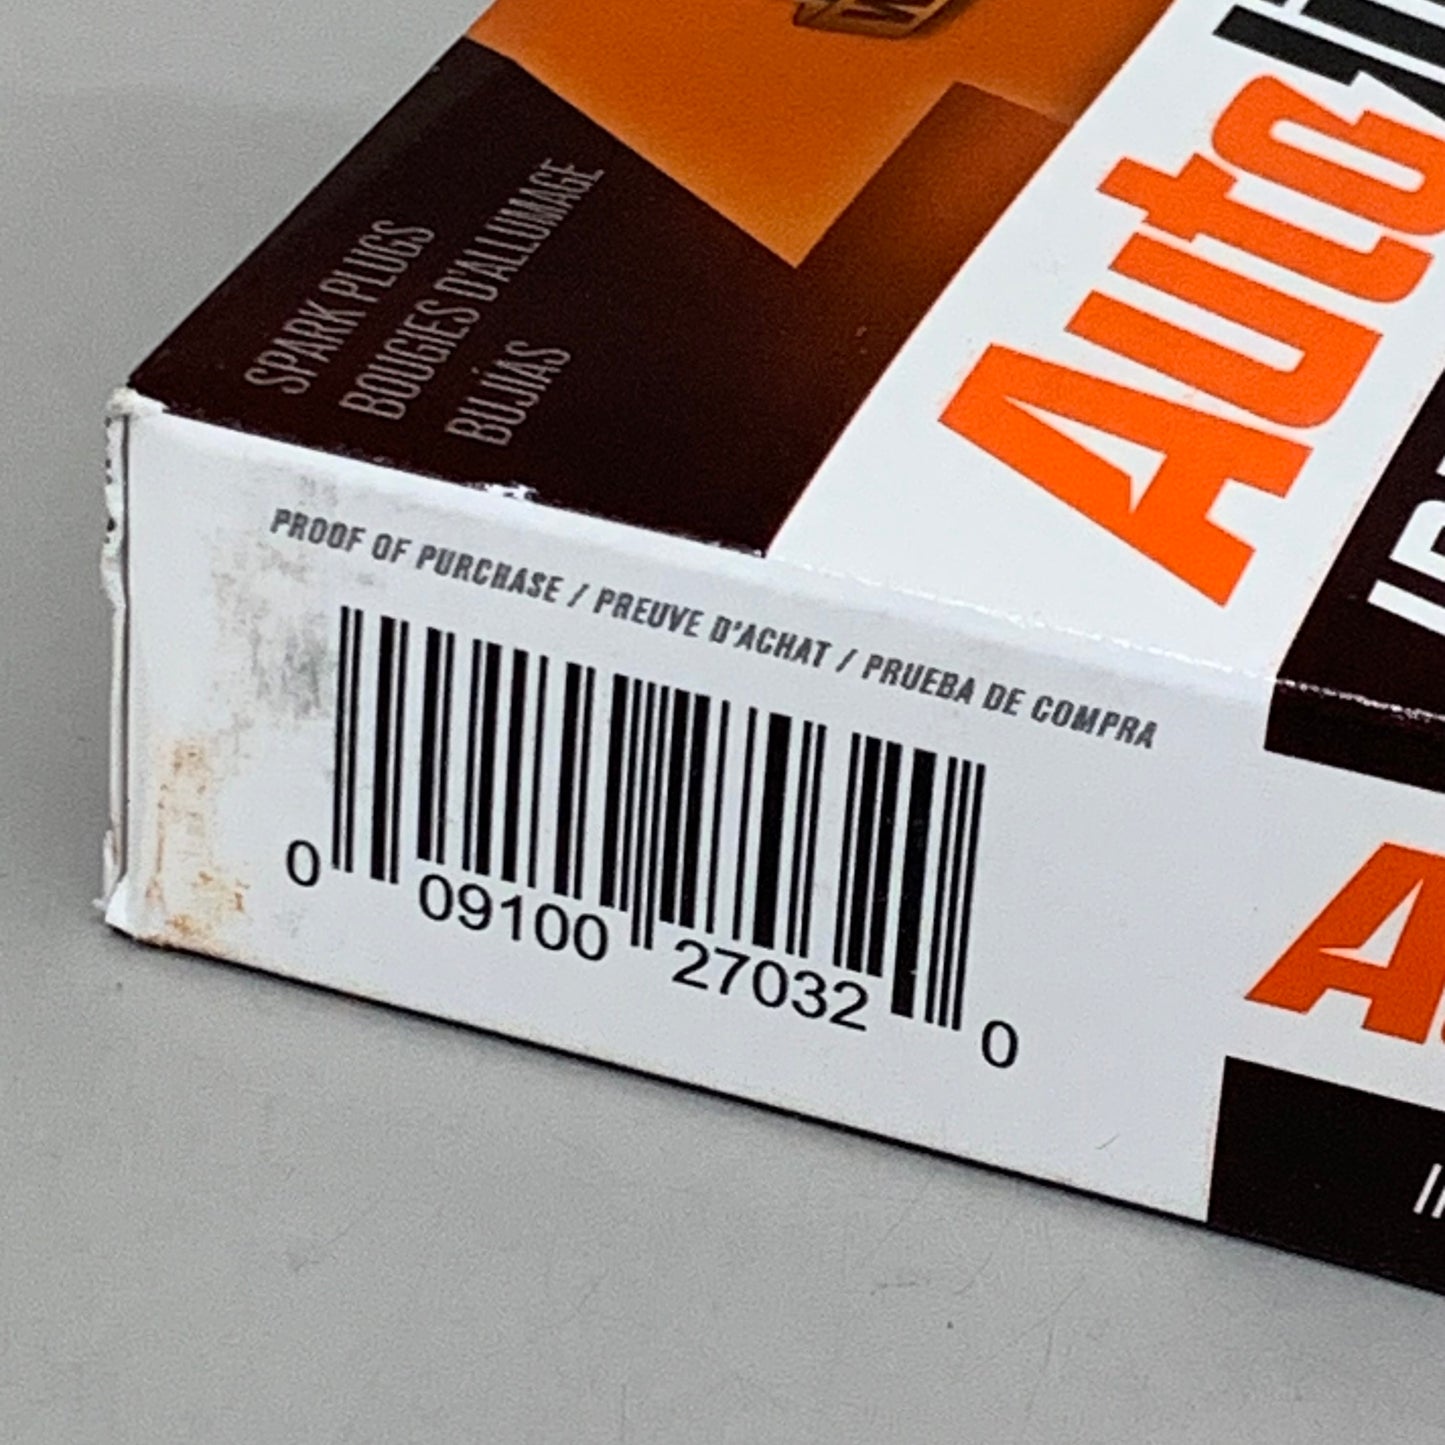 SPARK PLUGS
BOUGIES D'ALLUMAGE
BUJÍAS
Auto
PROOF OF PURCHASE / PREUVE D'ACHAT / PRUEBA DE COMPRA
0 09100 27032 0